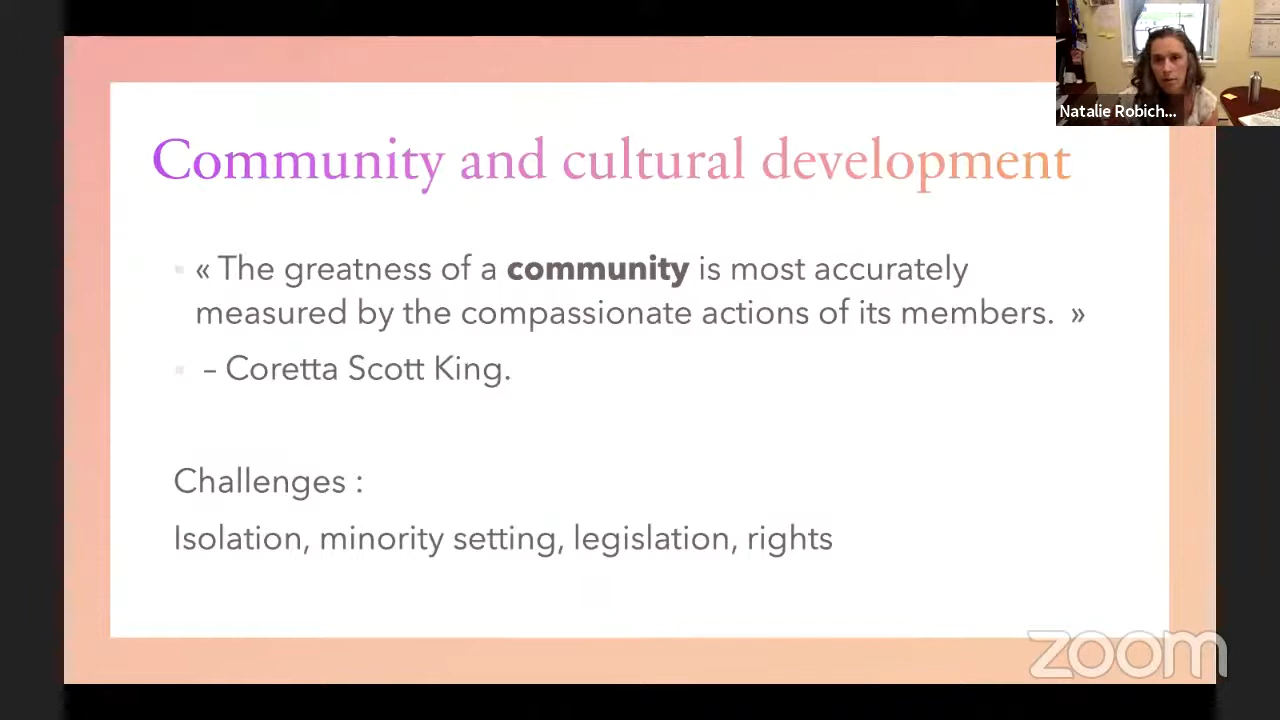 Community and cultural development
« The greatness of a community is most accurately
measured by the compassionate actions of its members. »
– Coretta Scott King.
Challenges :
Isolation, minority setting, legislation, rights
Natalie Robich...
zoom